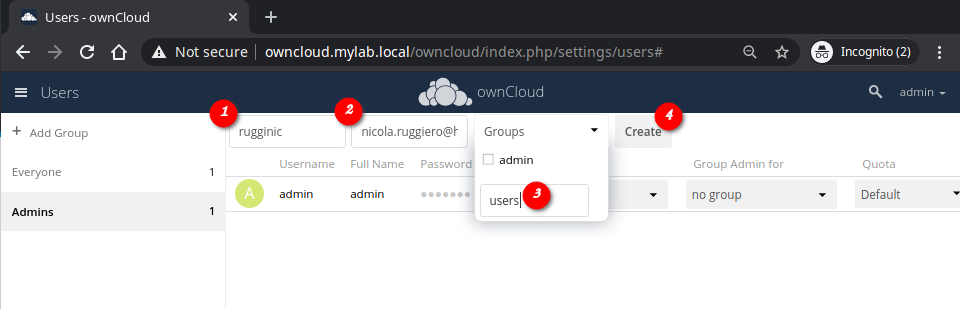 Users - ownCloud
Not secure | owncloud.mylab.local/owncloud/index.php/settings/users#
Incognito (2)
Users
ownCloud
admin
1
2
4
+ Add Group
rugginic
nicola.ruggiero@h
Groups
Create
admin
Everyone 1
Username Full Name Password Group Admin for Quota
Admins 1
A admin admin no group Default
users
3